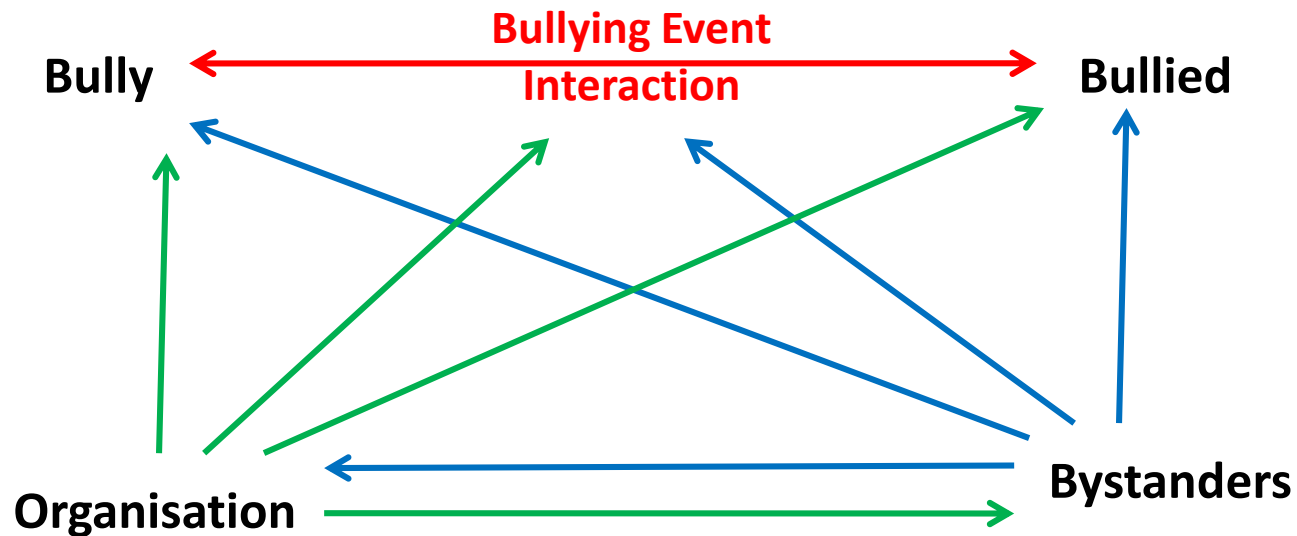 Bullying Event
Interaction
Bully
Bullied
Organisation
Bystanders